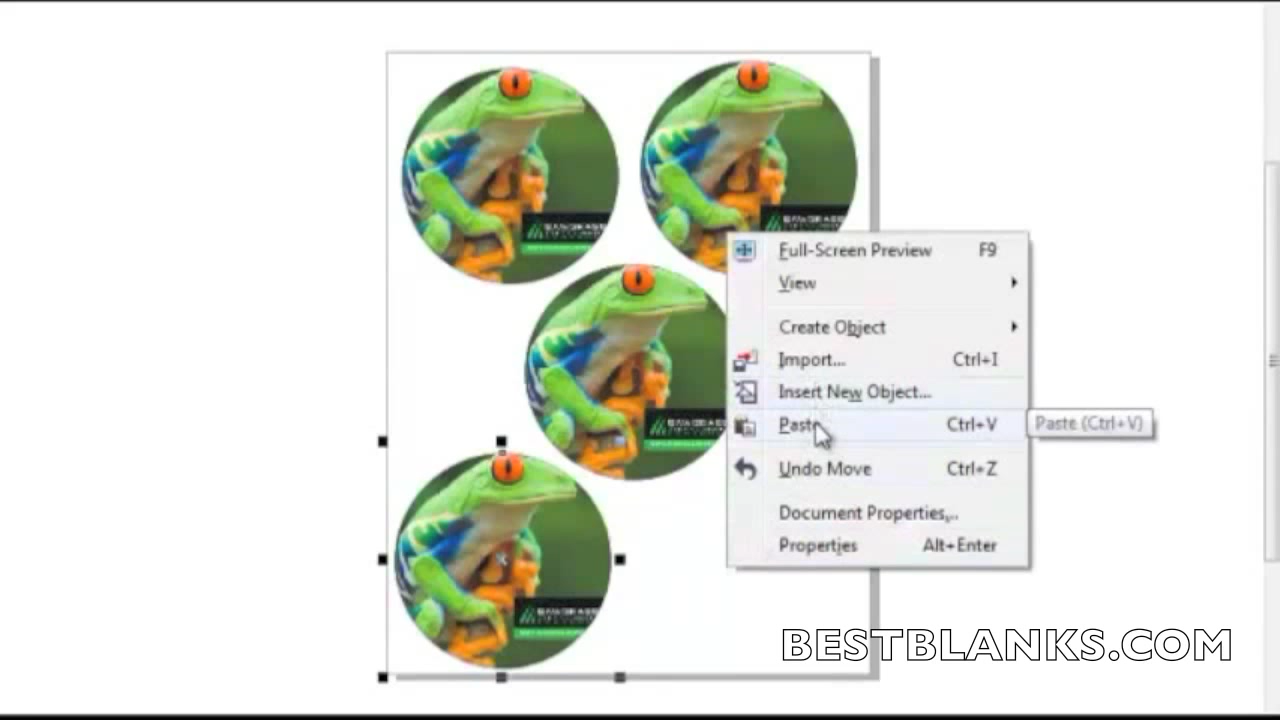 Full-Screen Preview F9
View
Create Object
Import... Ctrl+I
Insert New Object...
Paste Ctrl+V
Paste (Ctrl+V)
Undo Move Ctrl+Z
Document Properties...
Properties Alt+Enter
BESTBLANKS.COM